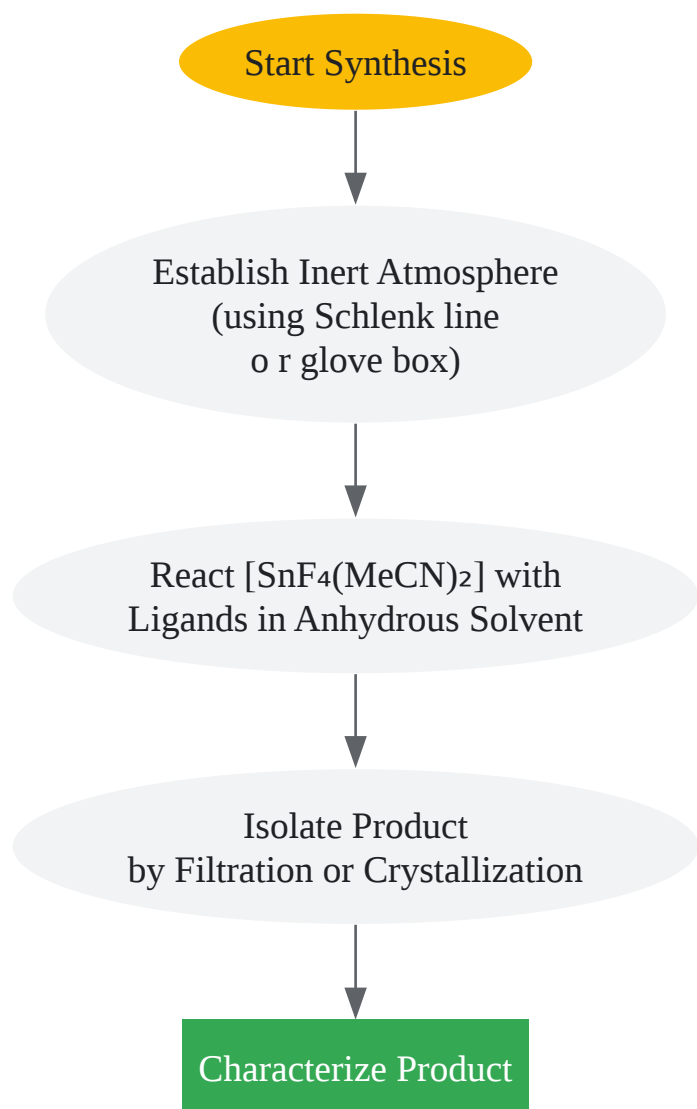 Start Synthesis
Establish Inert Atmosphere
(using Schlenk line
o r glove box)
React [SnF₄(MeCN)₂] with
Ligands in Anhydrous Solvent
Isolate Product
by Filtration or Crystallization
Characterize Product